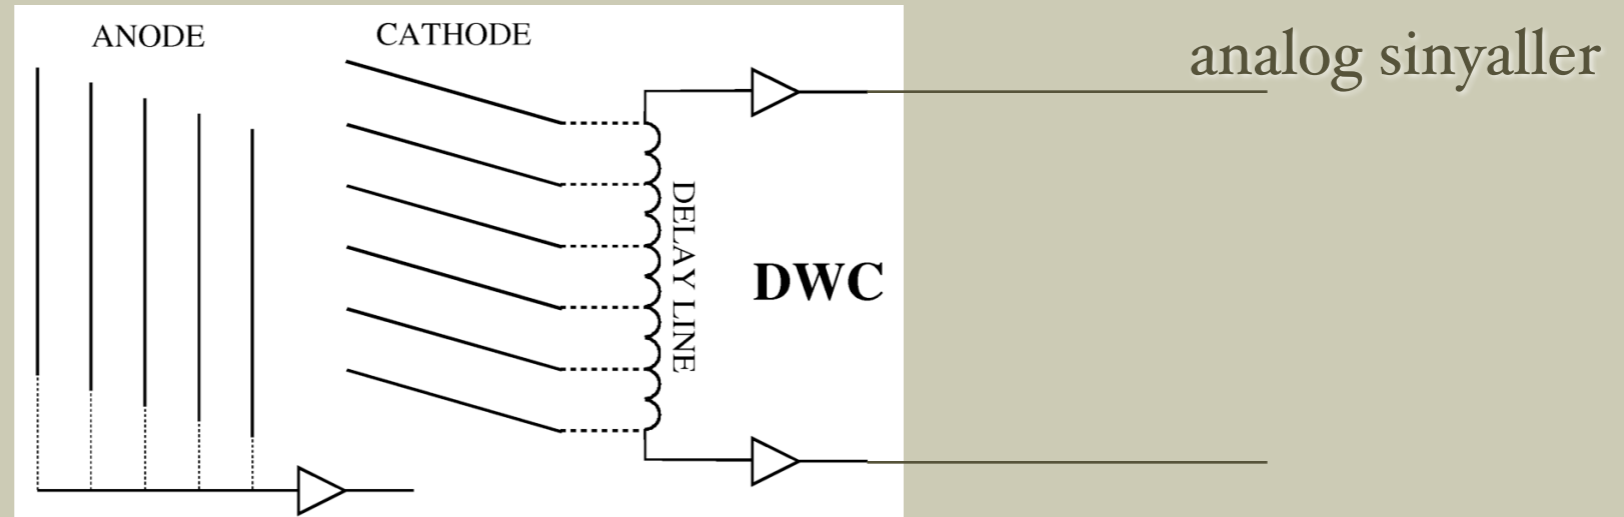 ANODE
CATHODE
analog sinyaller
DELAY LINE
DWC